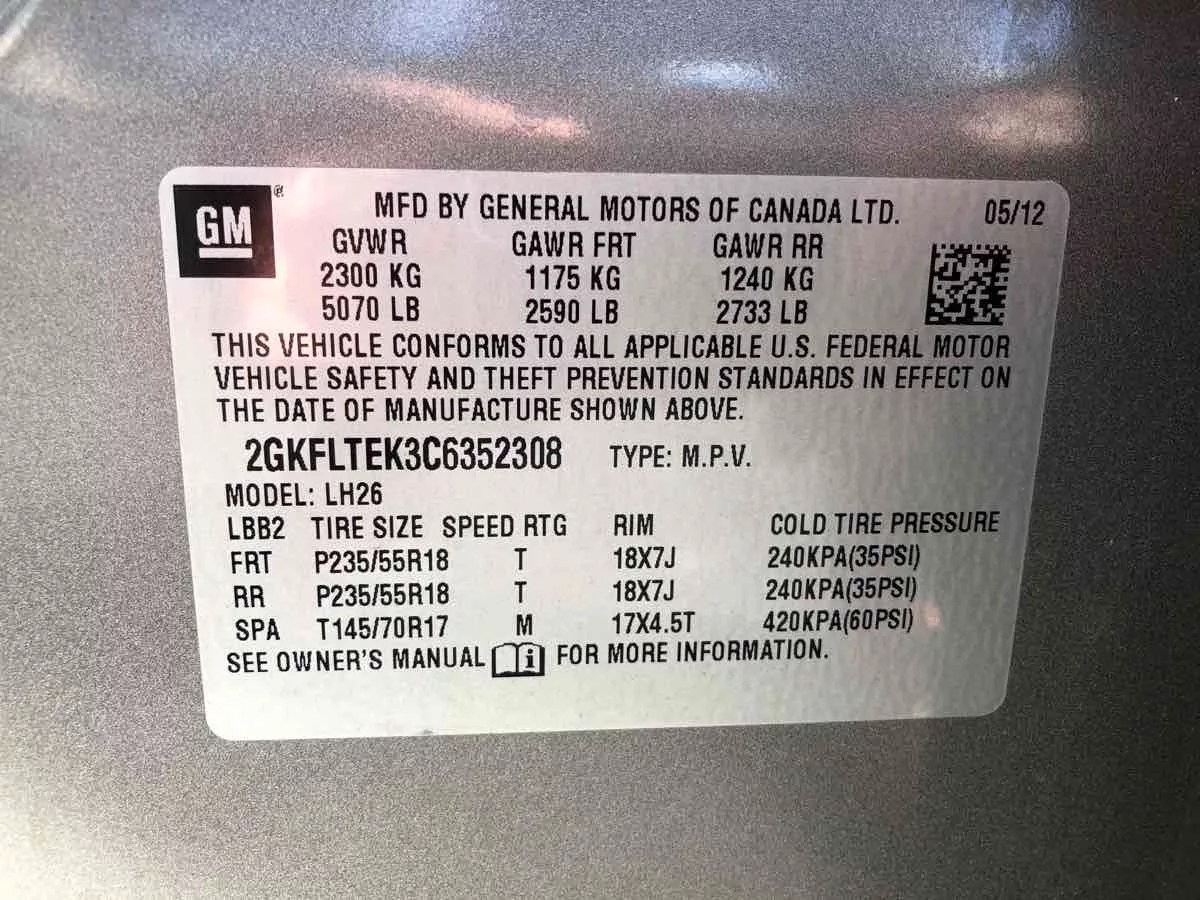 GM ®
MFD BY GENERAL MOTORS OF CANADA LTD. 05/12
GVWR GAWR FRT GAWR RR
2300 KG 1175 KG 1240 KG
5070 LB 2590 LB 2733 LB
THIS VEHICLE CONFORMS TO ALL APPLICABLE U.S. FEDERAL MOTOR
VEHICLE SAFETY AND THEFT PREVENTION STANDARDS IN EFFECT ON
THE DATE OF MANUFACTURE SHOWN ABOVE.
2GKFLTEK3C6352308 TYPE: M.P.V.
MODEL: LH26
LBB2 TIRE SIZE SPEED RTG RIM COLD TIRE PRESSURE
FRT P235/55R18 T 18X7J 240KPA(35PSI)
RR P235/55R18 T 18X7J 240KPA(35PSI)
SPA T145/70R17 M 17X4.5T 420KPA(60PSI)
SEE OWNER'S MANUAL i FOR MORE INFORMATION.